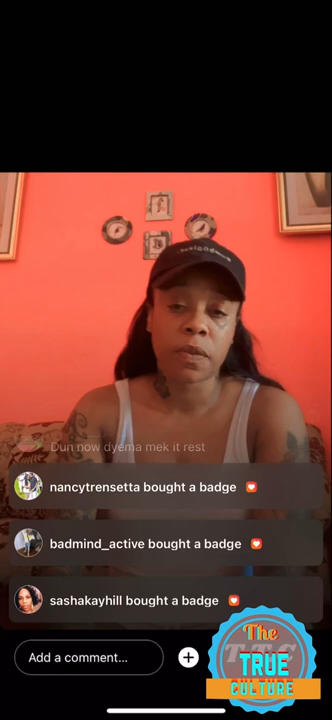 Dun now dyema mek it rest
nancytrensetta bought a badge
badmind_active bought a badge
sashakayhill bought a badge
Add a comment...
The
TTC
TRUE
CULTURE